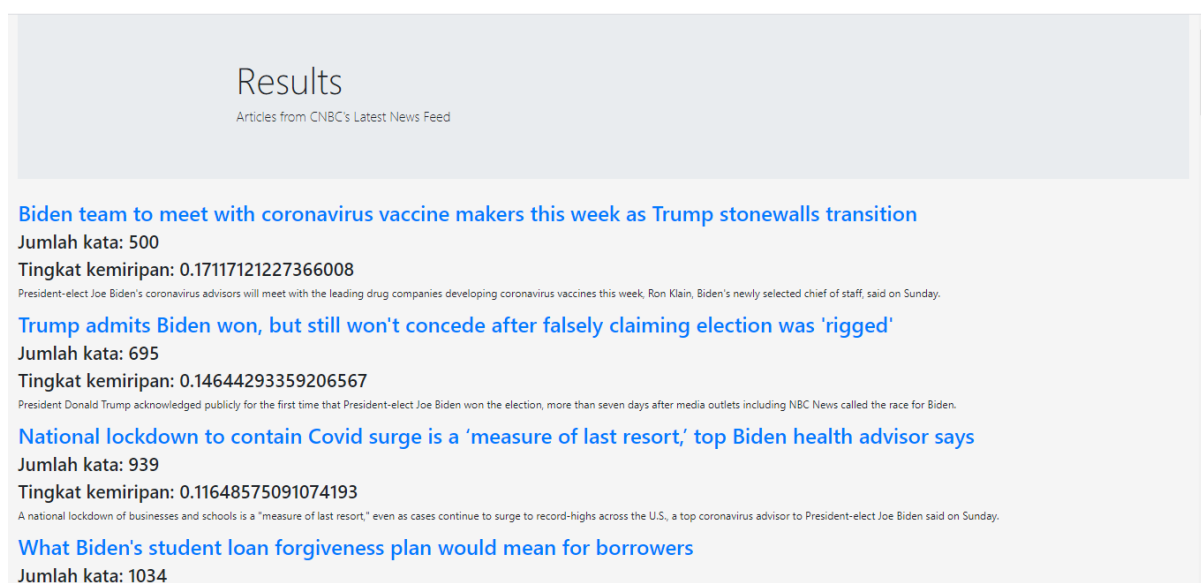 Results
Articles from CNBC's Latest News Feed
Biden team to meet with coronavirus vaccine makers this week as Trump stonewalls transition
Jumlah kata: 500
Tingkat kemiripan: 0.17117121227366008
President-elect Joe Biden's coronavirus advisors will meet with the leading drug companies developing coronavirus vaccines this week, Ron Klain, Biden's newly selected chief of staff, said on Sunday.
Trump admits Biden won, but still won't concede after falsely claiming election was 'rigged'
Jumlah kata: 695
Tingkat kemiripan: 0.14644293359206567
President Donald Trump acknowledged publicly for the first time that President-elect Joe Biden won the election, more than seven days after media outlets including NBC News called the race for Biden.
National lockdown to contain Covid surge is a ‘measure of last resort,’ top Biden health advisor says
Jumlah kata: 939
Tingkat kemiripan: 0.11648575091074193
A national lockdown of businesses and schools is a "measure of last resort," even as cases continue to surge to record-highs across the U.S., a top coronavirus advisor to President-elect Joe Biden said on Sunday.
What Biden's student loan forgiveness plan would mean for borrowers
Jumlah kata: 1034